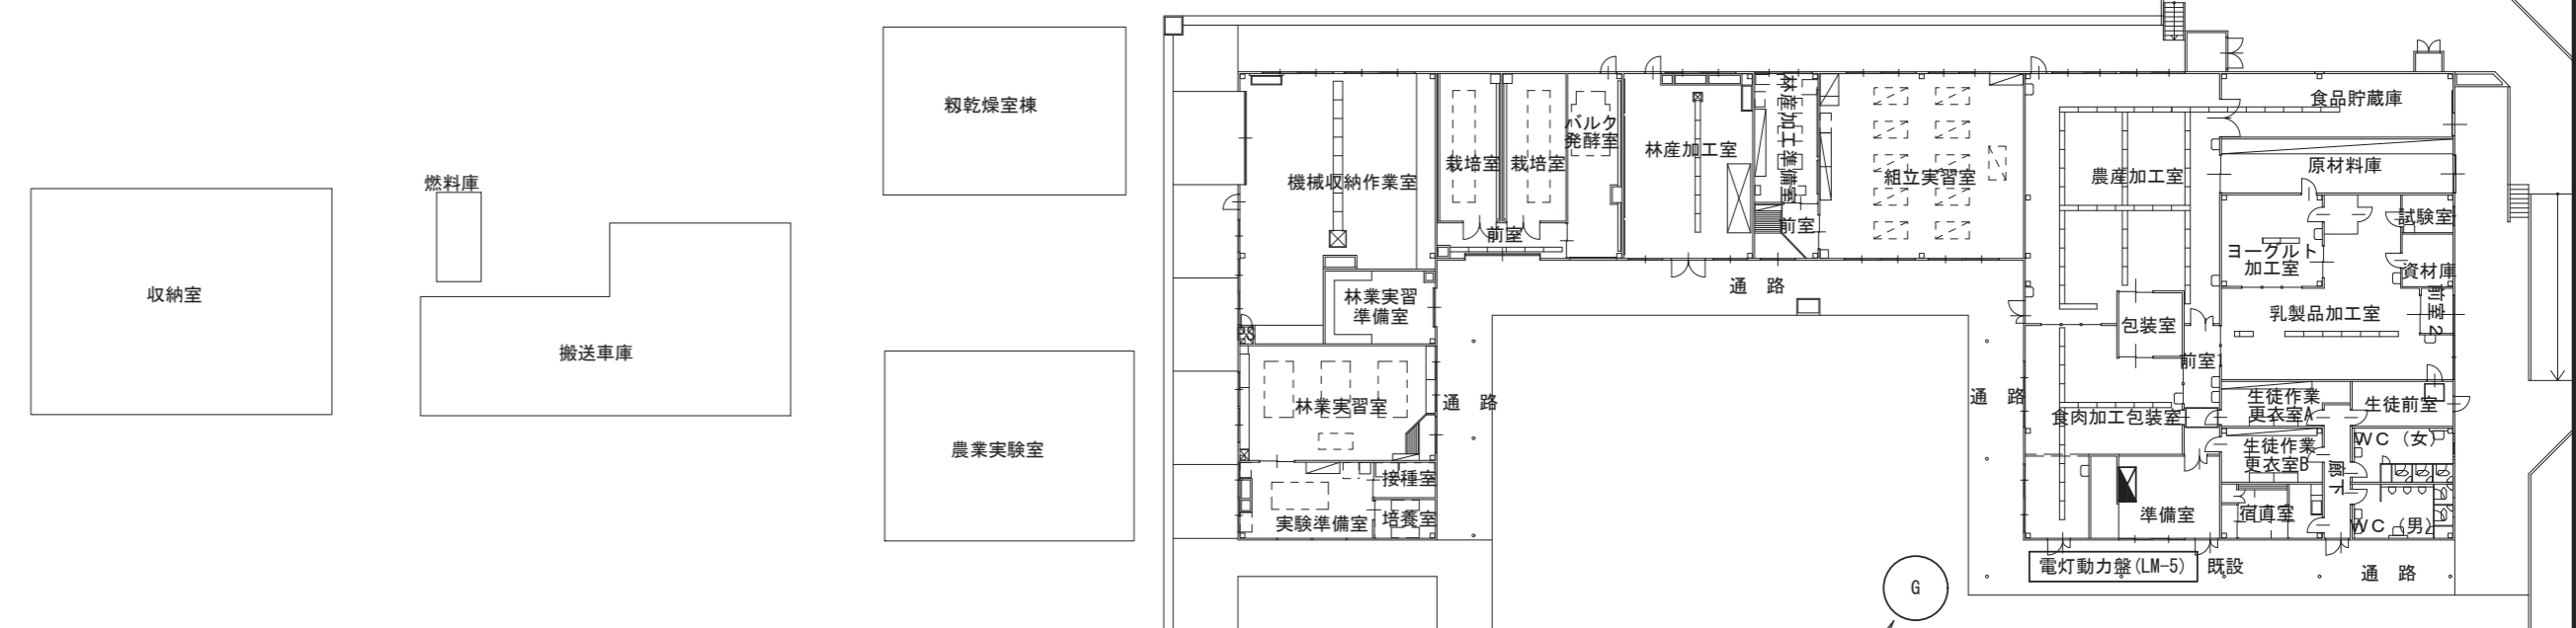 籾乾燥室棟
燃料庫
収納室
搬送車庫
農業実験室
機械収納作業室
栽培室
栽培室
前室
バルク
発酵室
林産加工室
林産加工準備室
前室
組立実習室
農産加工室
食品貯蔵庫
原材料庫
試験室
ヨーグルト
加工室
資材庫
前室2
乳製品加工室
通　路
林業実習
準備室
PS
包装室
前室1
林業実習室
通　路
通　路
食肉加工包装室
生徒作業
更衣室A
生徒前室
生徒作業
更衣室B
廊下
WC（女）
接種室
実験準備室
培養室
準備室
宿直室
WC（男）
電灯動力盤(LM-5)
既設
通　路
G